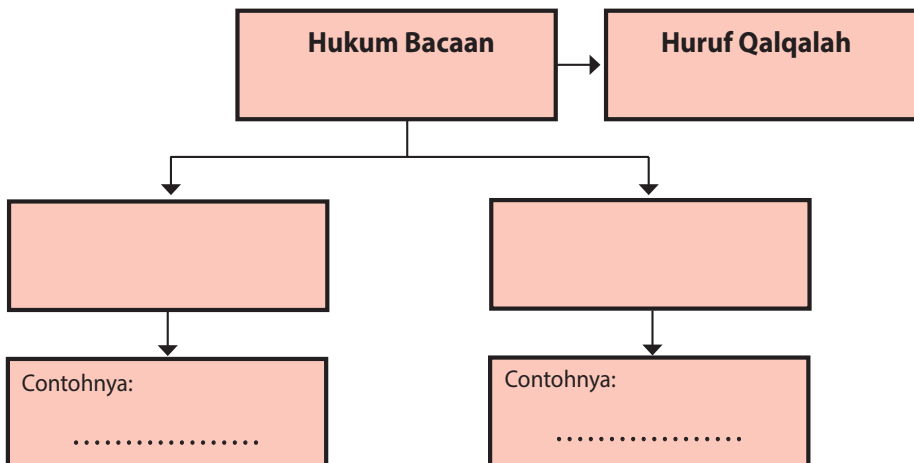 Hukum Bacaan
Huruf Qalqalah
Contohnya:
..................
Contohnya:
..................